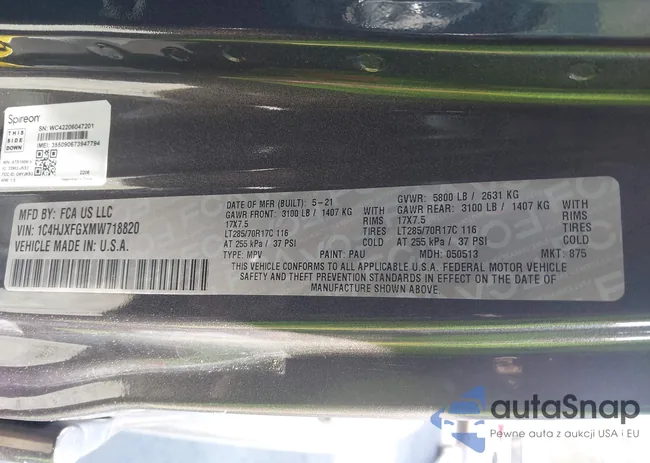 Spireon
THIS
SIDE
DOWN
SN: WC42206047201
IMEI: 355090673947794
2206
MFD BY: FCA US LLC
VIN: 1C4HJXFGXMW718820
VEHICLE MADE IN: U.S.A.
DATE OF MFR (BUILT): 5-21 GVWR: 5800 LB / 2631 KG
GAWR FRONT: 3100 LB / 1407 KG GAWR REAR: 3100 LB / 1407 KG
17X7.5 RIMS 17X7.5
LT285/70R17C 116 TIRES LT285/70R17C 116
AT 255 kPa / 37 PSI TIRES AT 255 kPa / 37 PSI
TYPE: MPV PAINT: PAU MDH: 050513 MKT: 875
THIS VEHICLE CONFORMS TO ALL APPLICABLE U.S.A. FEDERAL MOTOR VEHICLE
SAFETY AND THEFT PREVENTION STANDARDS IN EFFECT ON THE DATE OF
MANUFACTURE SHOWN ABOVE.
autaSnap
Pewne auta z aukcji USA i EU